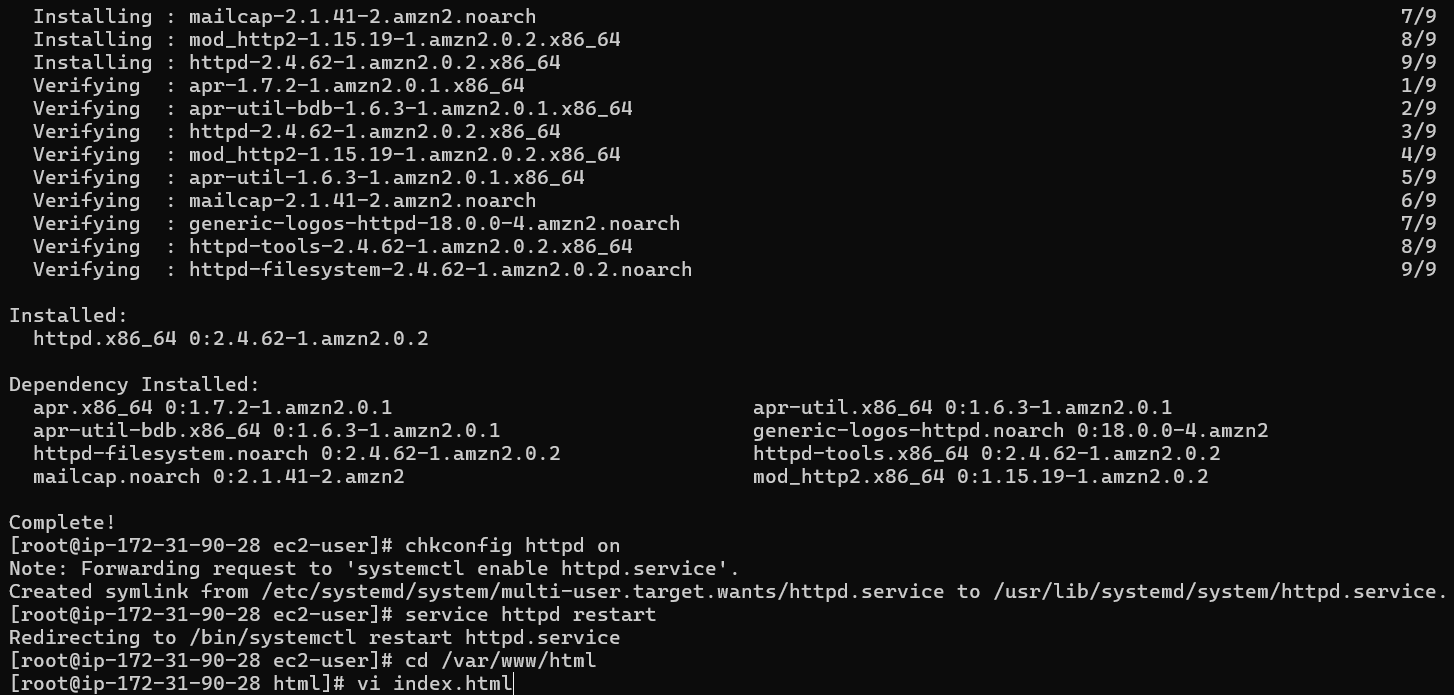 Installing : mailcap-2.1.41-2.amzn2.noarch 7/9
Installing : mod_http2-1.15.19-1.amzn2.0.2.x86_64 8/9
Installing : httpd-2.4.62-1.amzn2.0.2.x86_64 9/9
Verifying  : apr-1.7.2-1.amzn2.0.1.x86_64 1/9
Verifying  : apr-util-bdb-1.6.3-1.amzn2.0.1.x86_64 2/9
Verifying  : httpd-2.4.62-1.amzn2.0.2.x86_64 3/9
Verifying  : mod_http2-1.15.19-1.amzn2.0.2.x86_64 4/9
Verifying  : apr-util-1.6.3-1.amzn2.0.1.x86_64 5/9
Verifying  : mailcap-2.1.41-2.amzn2.noarch 6/9
Verifying  : generic-logos-httpd-18.0.0-4.amzn2.noarch 7/9
Verifying  : httpd-tools-2.4.62-1.amzn2.0.2.x86_64 8/9
Verifying  : httpd-filesystem-2.4.62-1.amzn2.0.2.noarch 9/9
Installed:
httpd.x86_64 0:2.4.62-1.amzn2.0.2
Dependency Installed:
apr.x86_64 0:1.7.2-1.amzn2.0.1 apr-util.x86_64 0:1.6.3-1.amzn2.0.1
apr-util-bdb.x86_64 0:1.6.3-1.amzn2.0.1 generic-logos-httpd.noarch 0:18.0.0-4.amzn2
httpd-filesystem.noarch 0:2.4.62-1.amzn2.0.2 httpd-tools.x86_64 0:2.4.62-1.amzn2.0.2
mailcap.noarch 0:2.1.41-2.amzn2 mod_http2.x86_64 0:1.15.19-1.amzn2.0.2
Complete!
[root@ip-172-31-90-28 ec2-user]# chkconfig httpd on
Note: Forwarding request to 'systemctl enable httpd.service'.
Created symlink from /etc/systemd/system/multi-user.target.wants/httpd.service to /usr/lib/systemd/system/httpd.service.
[root@ip-172-31-90-28 ec2-user]# service httpd restart
Redirecting to /bin/systemctl restart httpd.service
[root@ip-172-31-90-28 ec2-user]# cd /var/www/html
[root@ip-172-31-90-28 html]# vi index.html